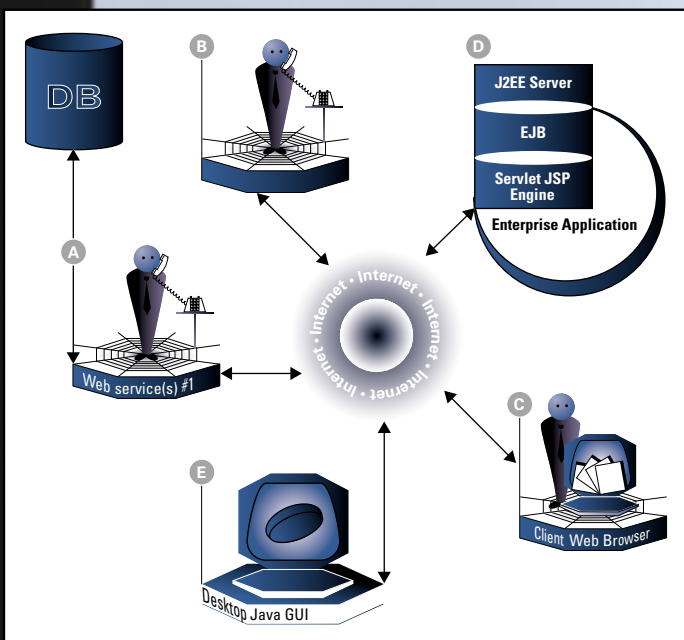 DB
B
D
J2EE Server
EJB
Servlet JSP
Engine
Enterprise Application
A
Internet • Internet • Internet • Internet • Internet • Internet •
Web service(s) #1
C
Client Web Browser
E
Desktop Java GUI